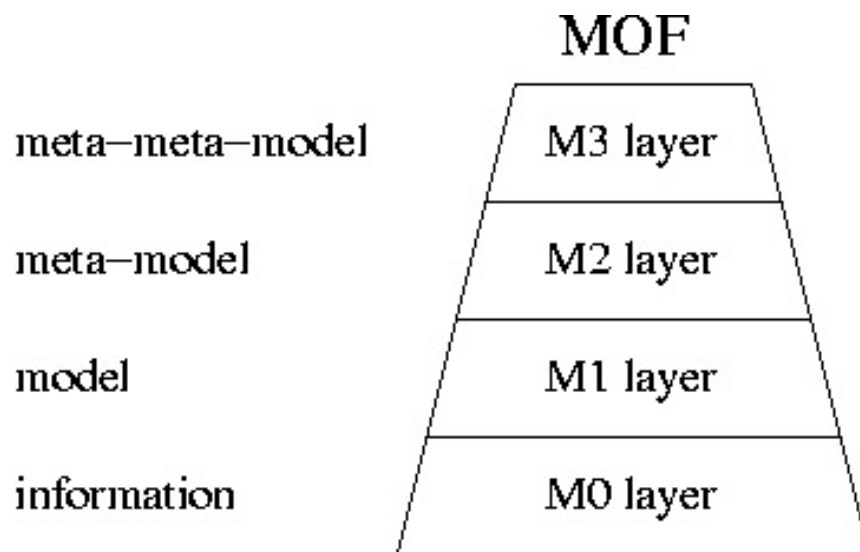 MOF
meta–meta–model M3 layer
meta–model M2 layer
model M1 layer
information M0 layer